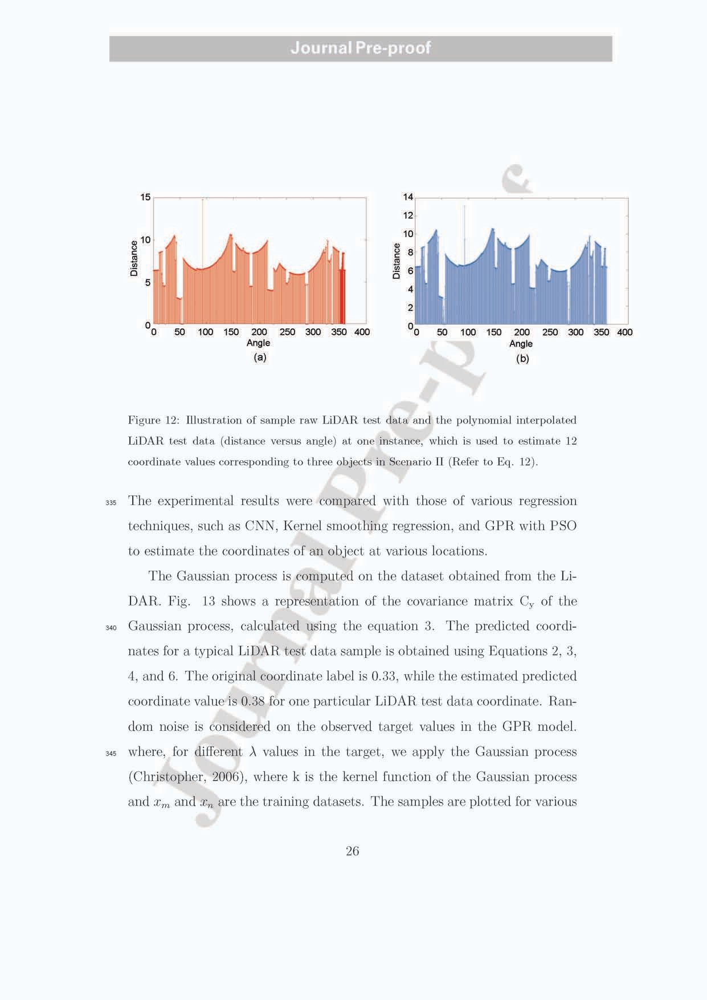 Journal Pre-proof
15
10
5
0
Distance
0 50 100 150 200 250 300 350 400
Angle
(a)
14
12
10
8
6
4
2
0
Distance
0 50 100 150 200 250 300 350 400
Angle
(b)
Figure 12: Illustration of sample raw LiDAR test data and the polynomial interpolated
LiDAR test data (distance versus angle) at one instance, which is used to estimate 12
coordinate values corresponding to three objects in Scenario II (Refer to Eq. 12).
335 The experimental results were compared with those of various regression
techniques, such as CNN, Kernel smoothing regression, and GPR with PSO
to estimate the coordinates of an object at various locations.
The Gaussian process is computed on the dataset obtained from the Li-
DAR. Fig. 13 shows a representation of the covariance matrix C_y of the
340 Gaussian process, calculated using the equation 3. The predicted coordi-
nates for a typical LiDAR test data sample is obtained using Equations 2, 3,
4, and 6. The original coordinate label is 0.33, while the estimated predicted
coordinate value is 0.38 for one particular LiDAR test data coordinate. Ran-
dom noise is considered on the observed target values in the GPR model.
345 where, for different λ values in the target, we apply the Gaussian process
(Christopher, 2006), where k is the kernel function of the Gaussian process
and x_m and x_n are the training datasets. The samples are plotted for various
26
Journal Pre-p f